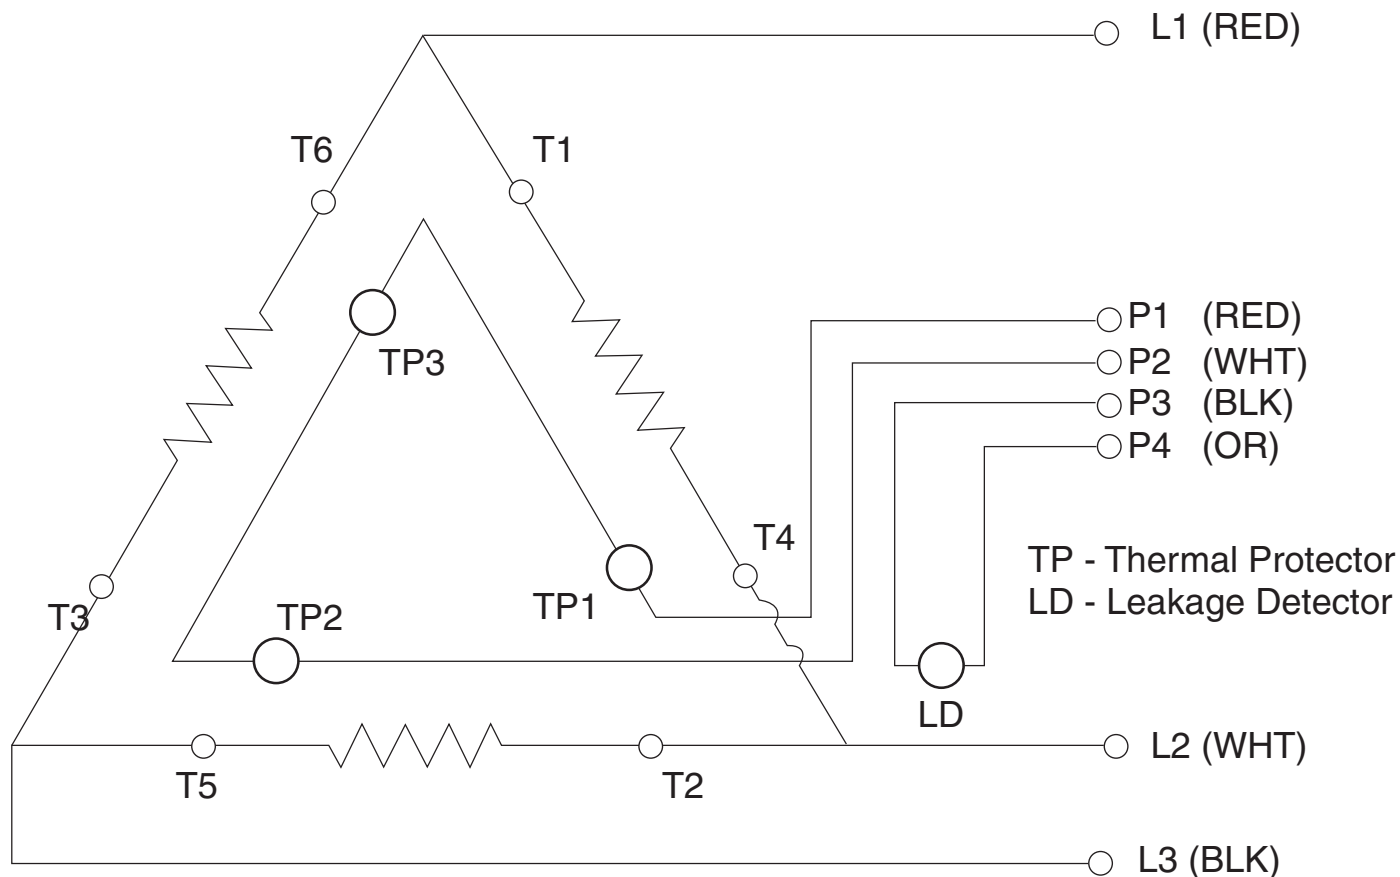 L1 (RED)
T6
T1
TP3
P1 (RED)
P2 (WHT)
P3 (BLK)
P4 (OR)
T4
TP - Thermal Protector
LD - Leakage Detector
T3
TP2
TP1
LD
L2 (WHT)
T5
T2
L3 (BLK)